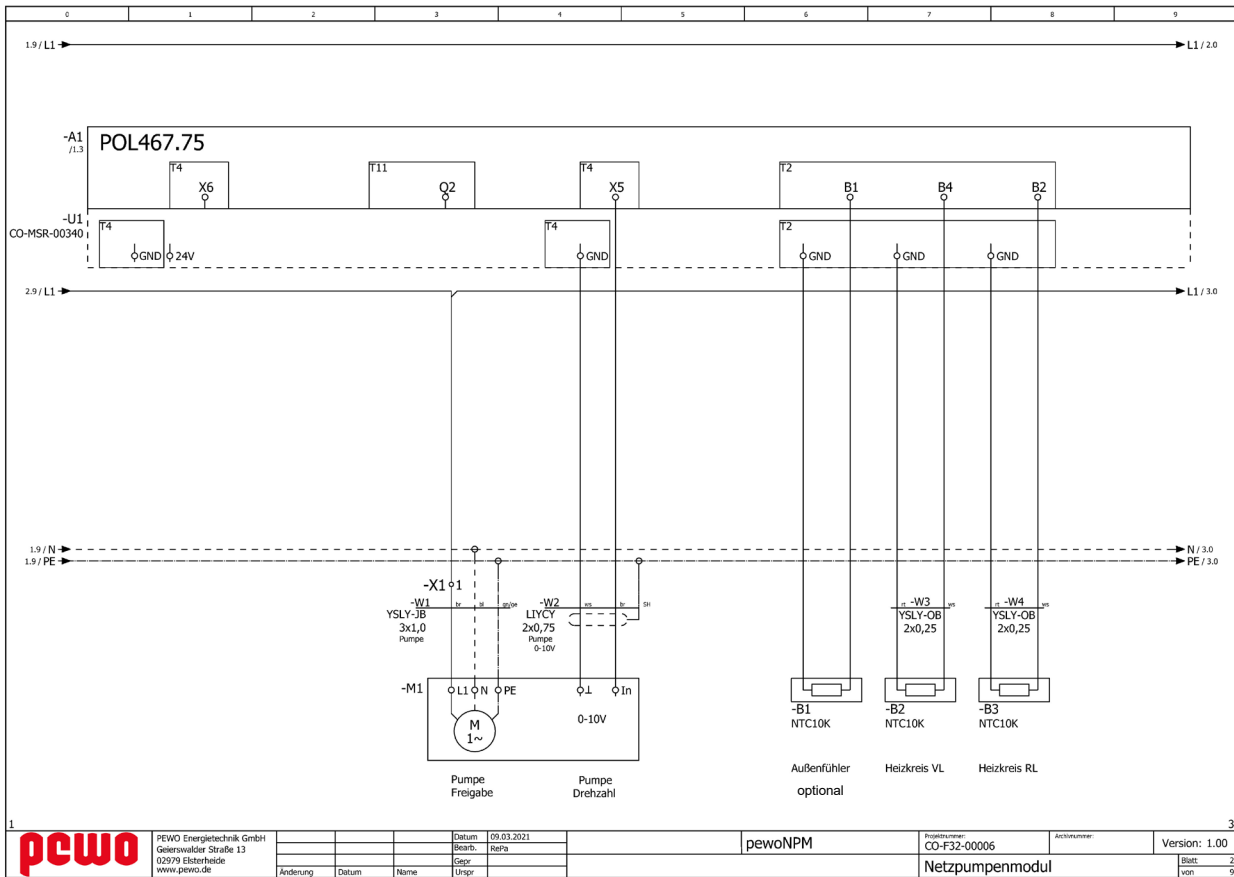 0 1 2 3 4 5 6 7 8 9
1.9 / L1 L1 / 2.0
-A1 POL467.75
/1.3
T4 T11 T4 T2
X6 Q2 X5 B1 B4 B2
-U1
CO-MSR-00340
T4 T4 T2
GND 24V GND GND GND GND
2.9 / L1 L1 / 3.0
1.9 / N N / 3.0
1.9 / PE PE / 3.0
-X1 1
-W1 br bl gn/ge -W2 ws br SH rt -W3 ws rt -W4 ws
YSLY-JB LIYCY YSLY-OB YSLY-OB
3x1,0 2x0,75 2x0,25 2x0,25
Pumpe Pumpe
0-10V
-M1 L1 N PE ⊥ In
M 0-10V -B1 -B2 -B3
1~ NTC10K NTC10K NTC10K
Pumpe Pumpe Außenfühler Heizkreis VL Heizkreis RL
Freigabe Drehzahl optional
1 3
pewo
PEWO Energietechnik GmbH
Geierswalder Straße 13
02979 Elsterheide
www.pewo.de
Änderung Datum Name
Datum 09.03.2021
Bearb. RePa
Gepr
Urspr
pewoNPM
Projektnummer:
CO-F32-00006
Archivnummer:
Version: 1.00
Netzpumpenmodul
Blatt 2
von 9